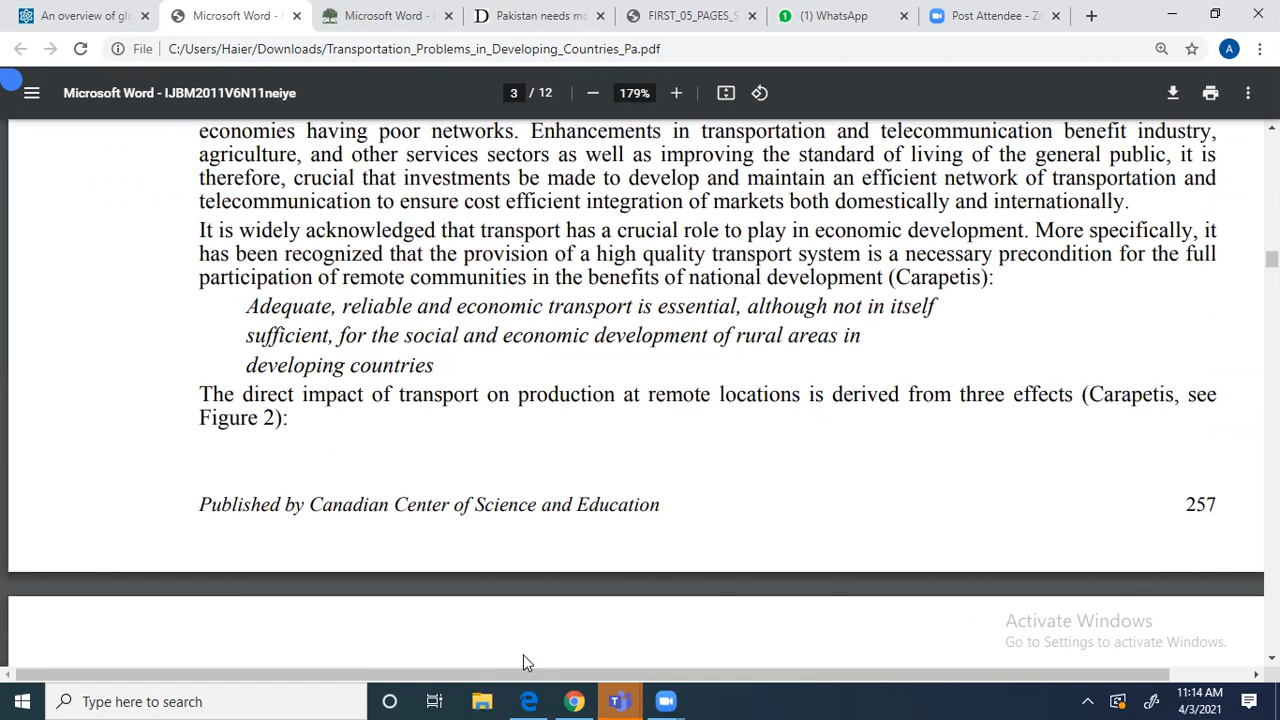 An overview of gl
Microsoft Word -
Microsoft Word - E
Pakistan needs mo
FIRST_05_PAGES_S
(1) WhatsApp
Post Attendee - Zo
File
C:/Users/Haier/Downloads/Transportation_Problems_in_Developing_Countries_Pa.pdf
A
Microsoft Word - IJBM2011V6N11neiye
3 / 12
179%
economies having poor networks. Enhancements in transportation and telecommunication benefit industry,
agriculture, and other services sectors as well as improving the standard of living of the general public, it is
therefore, crucial that investments be made to develop and maintain an efficient network of transportation and
telecommunication to ensure cost efficient integration of markets both domestically and internationally.
It is widely acknowledged that transport has a crucial role to play in economic development. More specifically, it
has been recognized that the provision of a high quality transport system is a necessary precondition for the full
participation of remote communities in the benefits of national development (Carapetis):
Adequate, reliable and economic transport is essential, although not in itself
sufficient, for the social and economic development of rural areas in
developing countries
The direct impact of transport on production at remote locations is derived from three effects (Carapetis, see
Figure 2):
Published by Canadian Center of Science and Education 257
Activate Windows
Go to Settings to activate Windows.
Type here to search
11:14 AM
4/3/2021